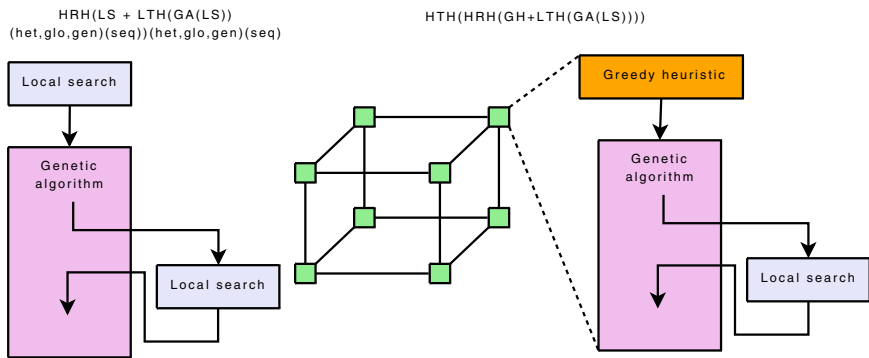 HRH(LS + LTH(GA(LS))
(het,glo,gen)(seq))(het,glo,gen)(seq)
Local search
Genetic
algorithm
Local search
HTH(HRH(GH+LTH(GA(LS))))
Greedy heuristic
Genetic
algorithm
Local search